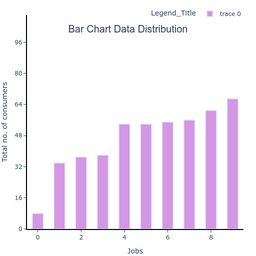 Legend_Title
trace 0
Bar Chart Data Distribution
Total no. of consumers
96
80
64
48
32
16
0
0
2
4
6
8
Jobs